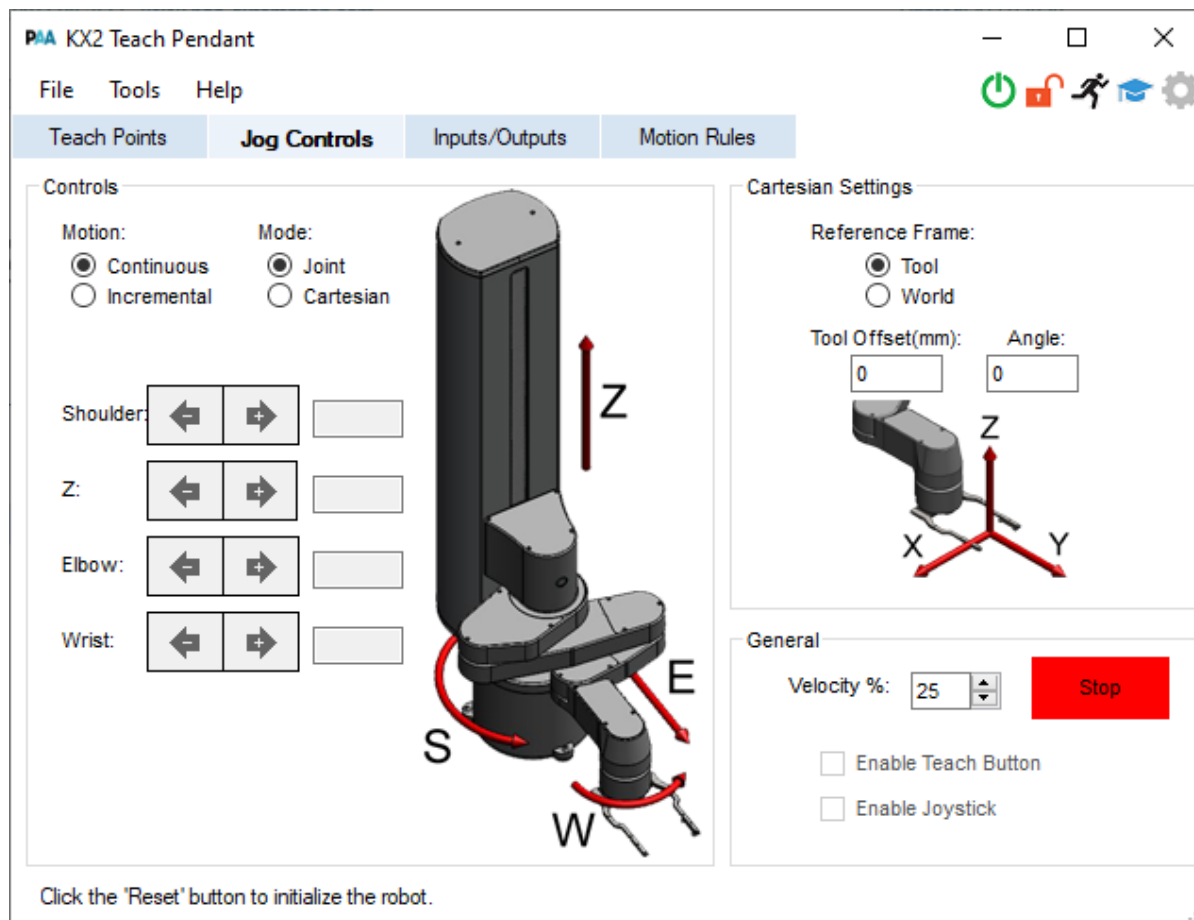 PAA KX2 Teach Pendant
File Tools Help
Teach Points Jog Controls Inputs/Outputs Motion Rules
Controls
Motion: Mode:
Continuous Joint
Incremental Cartesian
Shoulder:
Z:
Elbow:
Wrist:
Z
S
E
W
Cartesian Settings
Reference Frame:
Tool
World
Tool Offset(mm): Angle:
0 0
Z
X Y
General
Velocity %: 25 Stop
Enable Teach Button
Enable Joystick
Click the "Reset" button to initialize the robot.